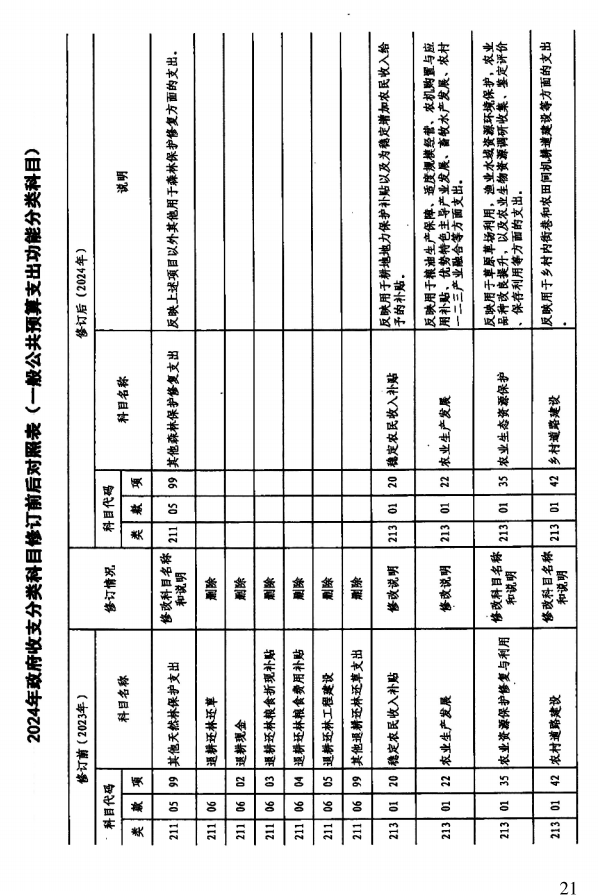 2024年政府收支分类科目修订前后对照表（一般公共预算支出功能分类科目）
修订前（2023年） 修订情况 修订后（2024年）
科目代码 科目名称 科目代码 科目名称 说明
类 款 项 类 款 项
211 05 99 其他天然林保护支出 修改科目名称和说明 211 05 99 其他森林保护修复支出 反映上述项目以外其他用于森林保护修复方面的支出。
211 06 退耕还林还草 删除
211 06 02 退耕现金 删除
211 06 03 退耕还林粮食折现补贴 删除
211 06 04 退耕还林粮食费用补贴 删除
211 06 05 退耕还林工程建设 删除
211 06 99 其他退耕还林还草支出 删除
213 01 20 稳定农民收入补贴 修改说明 213 01 20 稳定农民收入补贴 反映用于耕地地力保护补贴以及为稳定增加农民收入给
予的补贴。
213 01 22 农业生产发展 修改说明 213 01 22 农业生产发展 反映用于粮油生产保障、适度规模经营、农机购置与应
用补贴、优势特色主导产业发展、畜牧水产发展、农村
一二三产业融合等方面支出。
213 01 35 农业资源保护修复与利用 修改科目名称和说明 213 01 35 农业生态资源保护 反映用于草原草场利用，渔业水域资源环境保护，农业
品种改良提升，以及农业生物资源调研收集、鉴定评价
、保存利用等方面的支出。
213 01 42 农村道路建设 修改科目名称和说明 213 01 42 乡村道路建设 反映用于乡村内街巷和农田间机耕道建设等方面的支出
。
21